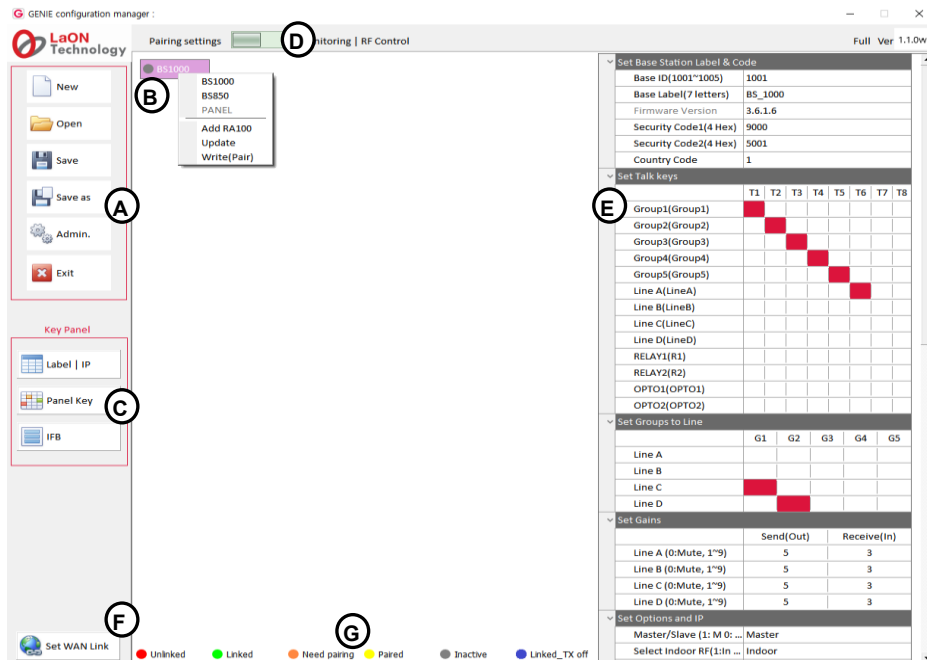 G GENIE configuration manager :
LaON
Technology
Pairing settings
D
nitoring | RF Control
Full Ver 1.1.0w
New
Open
Save
Save as
Admin.
Exit
A
Key Panel
Label | IP
Panel Key
IFB
C
Set WAN Link
F
BS1000
B
BS1000
BS850
PANEL
Add RA100
Update
Write(Pair)
G
Unlinked
Linked
Need pairing
Paired
Inactive
Linked_TX off
E
Set Base Station Label & Code
Base ID(1001~1005) 1001
Base Label(7 letters) BS_1000
Firmware Version 3.6.1.6
Security Code1(4 Hex) 9000
Security Code2(4 Hex) 5001
Country Code 1
Set Talk keys
T1 T2 T3 T4 T5 T6 T7 T8
Group1(Group1)
Group2(Group2)
Group3(Group3)
Group4(Group4)
Group5(Group5)
Line A(LineA)
Line B(LineB)
Line C(LineC)
Line D(LineD)
RELAY1(R1)
RELAY2(R2)
OPTO1(OPTO1)
OPTO2(OPTO2)
Set Groups to Line
G1 G2 G3 G4 G5
Line A
Line B
Line C
Line D
Set Gains
Send(Out) Receive(In)
Line A (0:Mute, 1~9) 5 3
Line B (0:Mute, 1~9) 5 3
Line C (0:Mute, 1~9) 5 3
Line D (0:Mute, 1~9) 5 3
Set Options and IP
Master/Slave (1: M 0: ... Master
Select Indoor RF(1:In ... Indoor